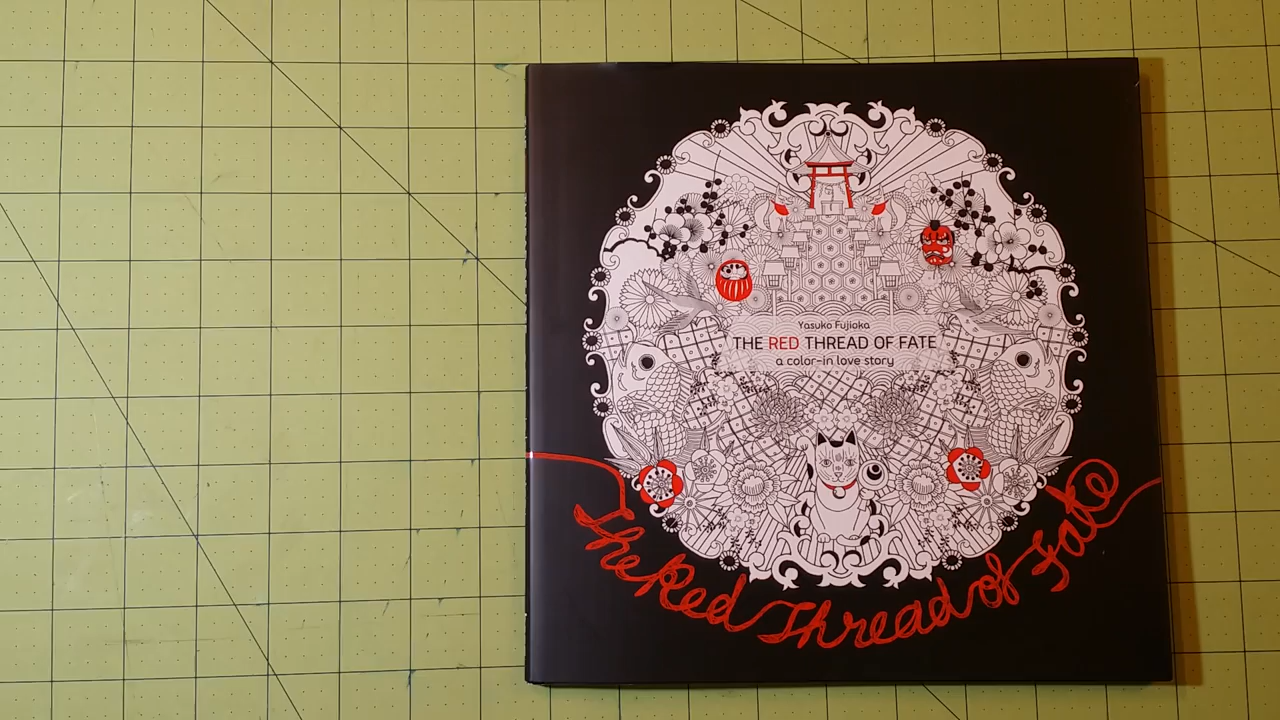 Yasuko Fujioka
THE RED THREAD OF FATE
a color-in love story
The Red Thread of Fate